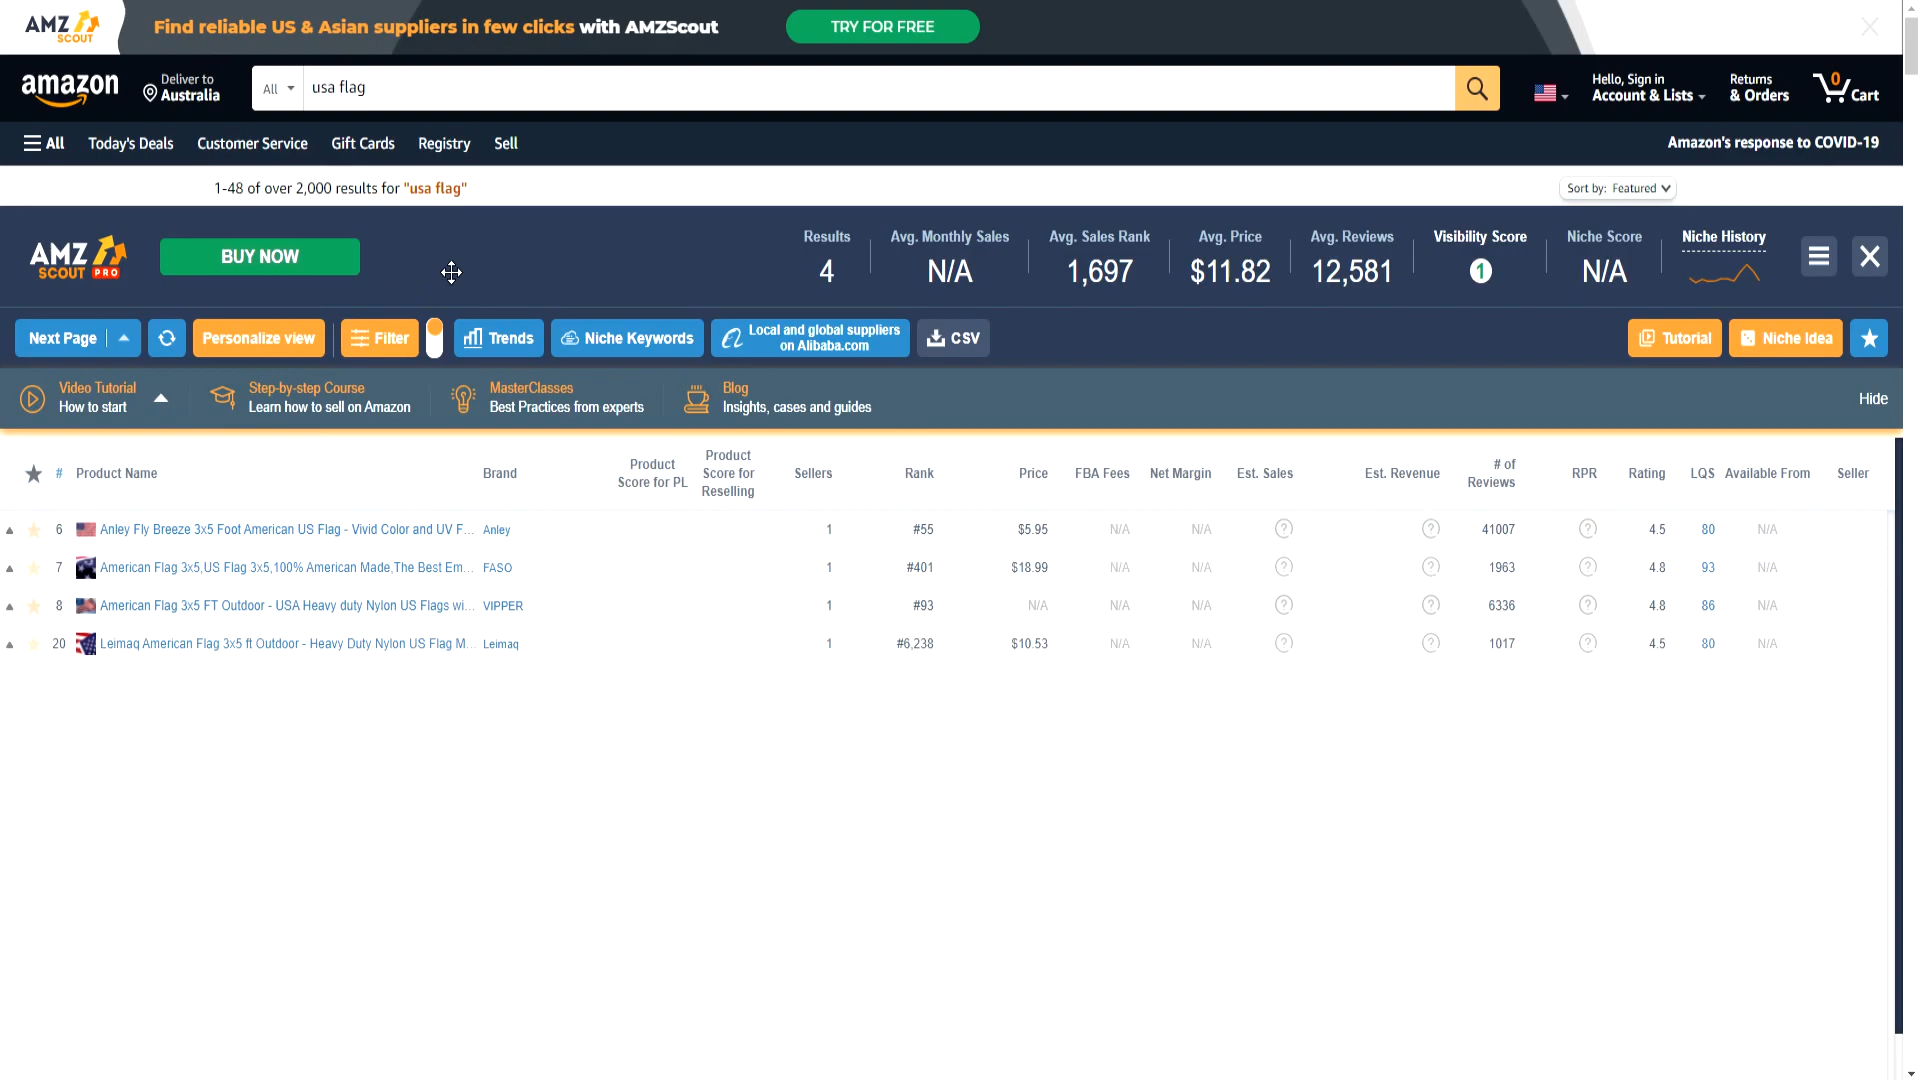 AMZ SCOUT
Find reliable US & Asian suppliers in few clicks with AMZScout
TRY FOR FREE
amazon
Deliver to
Australia
All
usa flag
Hello, Sign in
Account & Lists
Returns
& Orders
0
Cart
All
Today's Deals
Customer Service
Gift Cards
Registry
Sell
Amazon's response to COVID-19
1-48 of over 2,000 results for "usa flag"
Sort by: Featured
AMZ
SCOUT PRO
BUY NOW
Results
4
Avg. Monthly Sales
N/A
Avg. Sales Rank
1,697
Avg. Price
$11.82
Avg. Reviews
12,581
Visibility Score
1
Niche Score
N/A
Niche History
Next Page
Personalize view
Filter
Trends
Niche Keywords
Local and global suppliers
on Alibaba.com
CSV
Tutorial
Niche Idea
Video Tutorial
How to start
Step-by-step Course
Learn how to sell on Amazon
MasterClasses
Best Practices from experts
Blog
Insights, cases and guides
Hide
# Product Name Brand Product Score for PL Product Score for Reselling Sellers Rank Price FBA Fees Net Margin Est. Sales Est. Revenue # of Reviews RPR Rating LQS Available From Seller
6 Anley Fly Breeze 3x5 Foot American US Flag - Vivid Color and UV F... Anley 1 #55 $5.95 N/A N/A ? ? 41007 ? 4.5 80 N/A
7 American Flag 3x5,US Flag 3x5,100% American Made,The Best Em... FASO 1 #401 $18.99 N/A N/A ? ? 1963 ? 4.8 93 N/A
8 American Flag 3x5 FT Outdoor - USA Heavy duty Nylon US Flags wi... VIPPER 1 #93 N/A N/A N/A ? ? 6336 ? 4.8 86 N/A
20 Leimaq American Flag 3x5 ft Outdoor - Heavy Duty Nylon US Flag M... Leimaq 1 #6,238 $10.53 N/A N/A ? ? 1017 ? 4.5 80 N/A